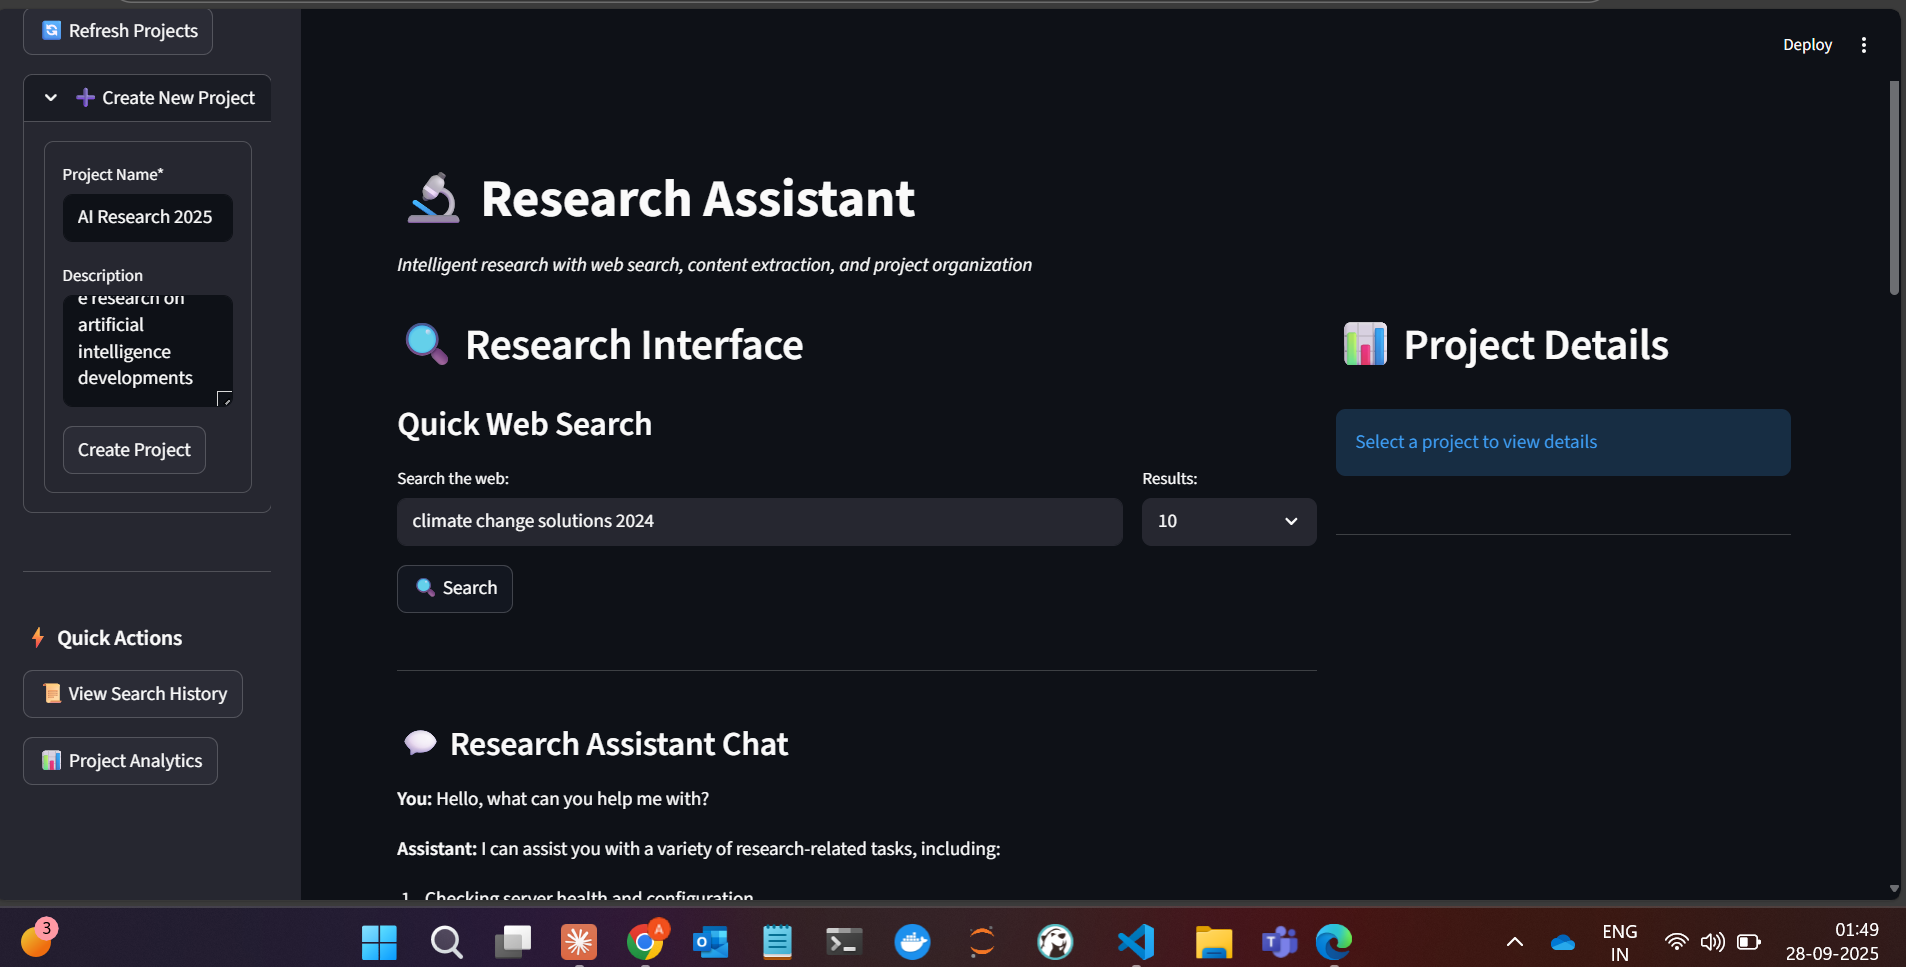 Refresh Projects
Create New Project
Project Name*
AI Research 2025
Description
e research on
artificial
intelligence
developments
Create Project
Quick Actions
View Search History
Project Analytics
Deploy
Research Assistant
Intelligent research with web search, content extraction, and project organization
Research Interface
Quick Web Search
Search the web:
climate change solutions 2024
Results:
10
Search
Research Assistant Chat
You: Hello, what can you help me with?
Assistant: I can assist you with a variety of research-related tasks, including:
1. Checking server health and configuration
Project Details
Select a project to view details
3
A
ENG
IN
01:49
28-09-2025